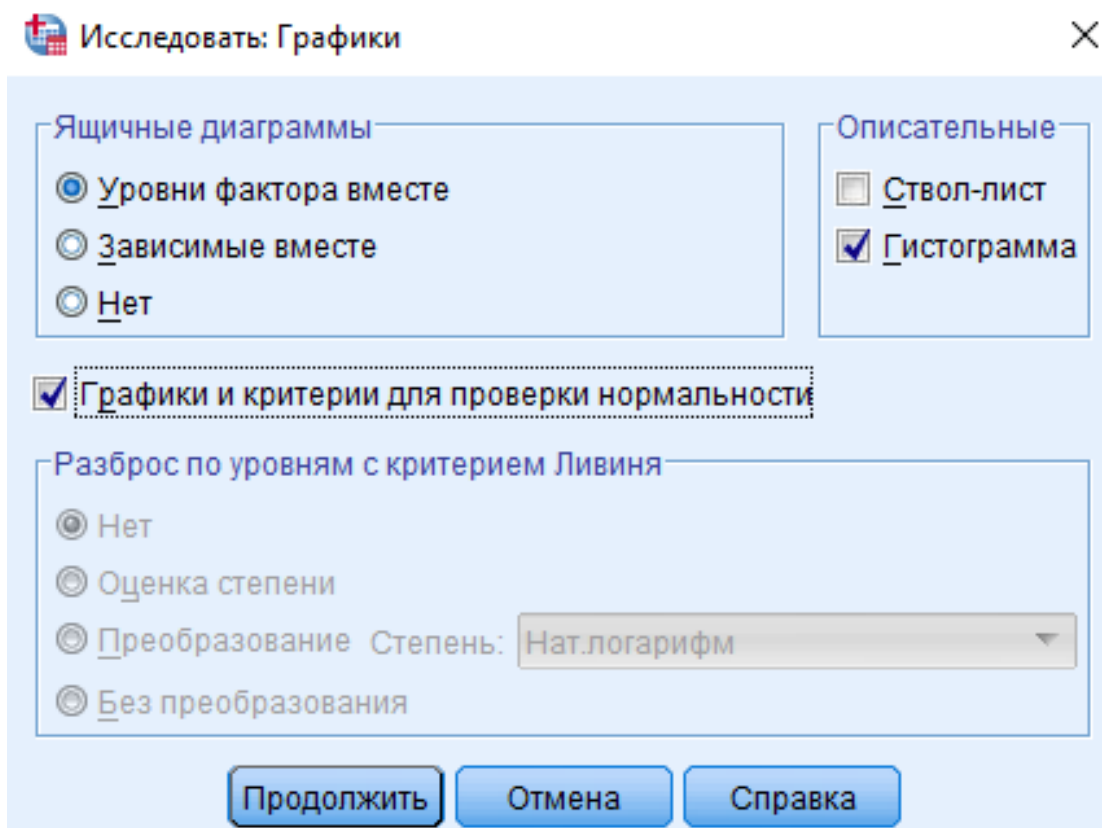 Исследовать: Графики
Ящичные диаграммы
Уровни фактора вместе
Зависимые вместе
Нет
Описательные
Ствол-лист
Гистограмма
Графики и критерии для проверки нормальности
Разброс по уровням с критерием Ливиня
Нет
Оценка степени
Преобразование Степень: Нат.логарифм
Без преобразования
Продолжить Отмена Справка